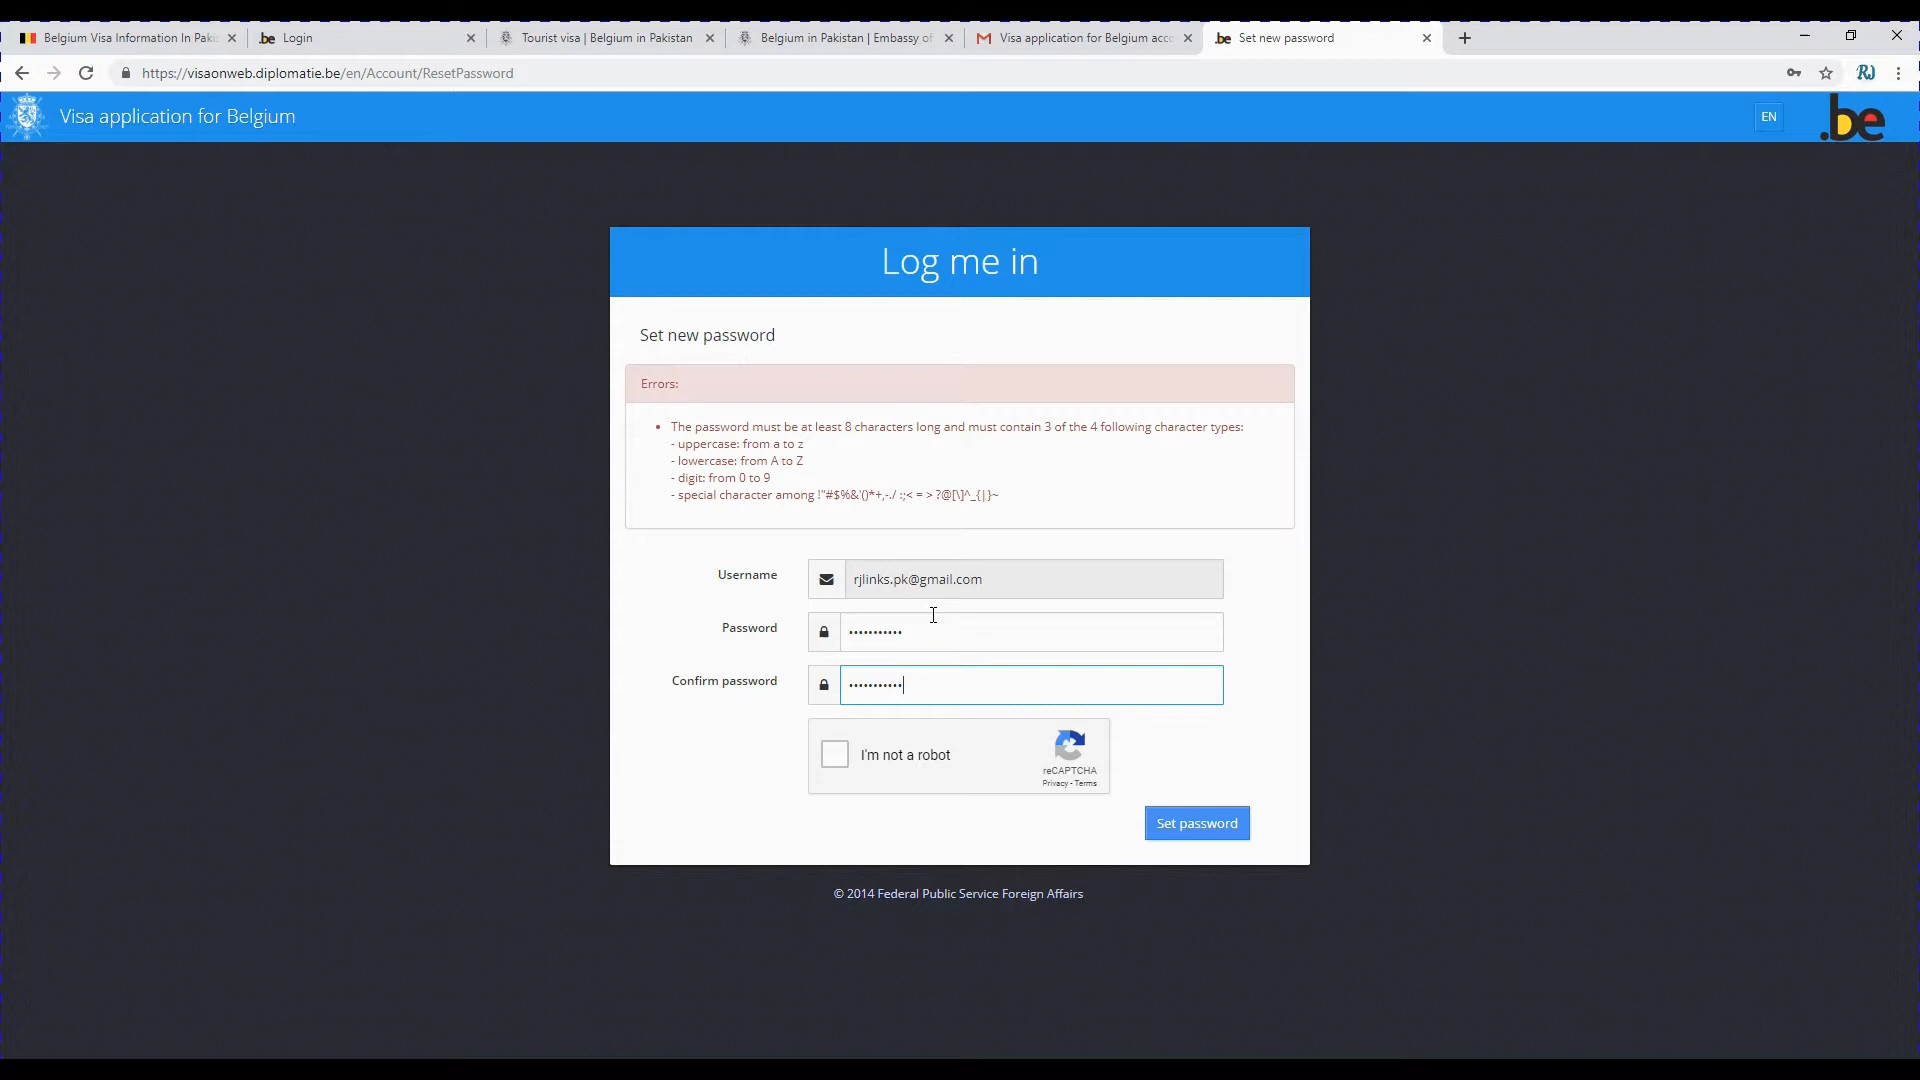 Belgium Visa Information In Paki
Login
Tourist visa | Belgium in Pakistan
Belgium in Pakistan | Embassy of
Visa application for Belgium acco
Set new password
https://visaonweb.diplomatie.be/en/Account/ResetPassword
RJ
Visa application for Belgium
EN
.be
Log me in
Set new password
Errors:
The password must be at least 8 characters long and must contain 3 of the 4 following character types:
- uppercase: from a to z
- lowercase: from A to Z
- digit: from 0 to 9
- special character among !"#$%&'()*+,-./ :;< = > ?@[\]^_{|}~
Username
rjlinks.pk@gmail.com
Password
•••••••••••
Confirm password
•••••••••••
I'm not a robot
reCAPTCHA
Privacy - Terms
Set password
© 2014 Federal Public Service Foreign Affairs